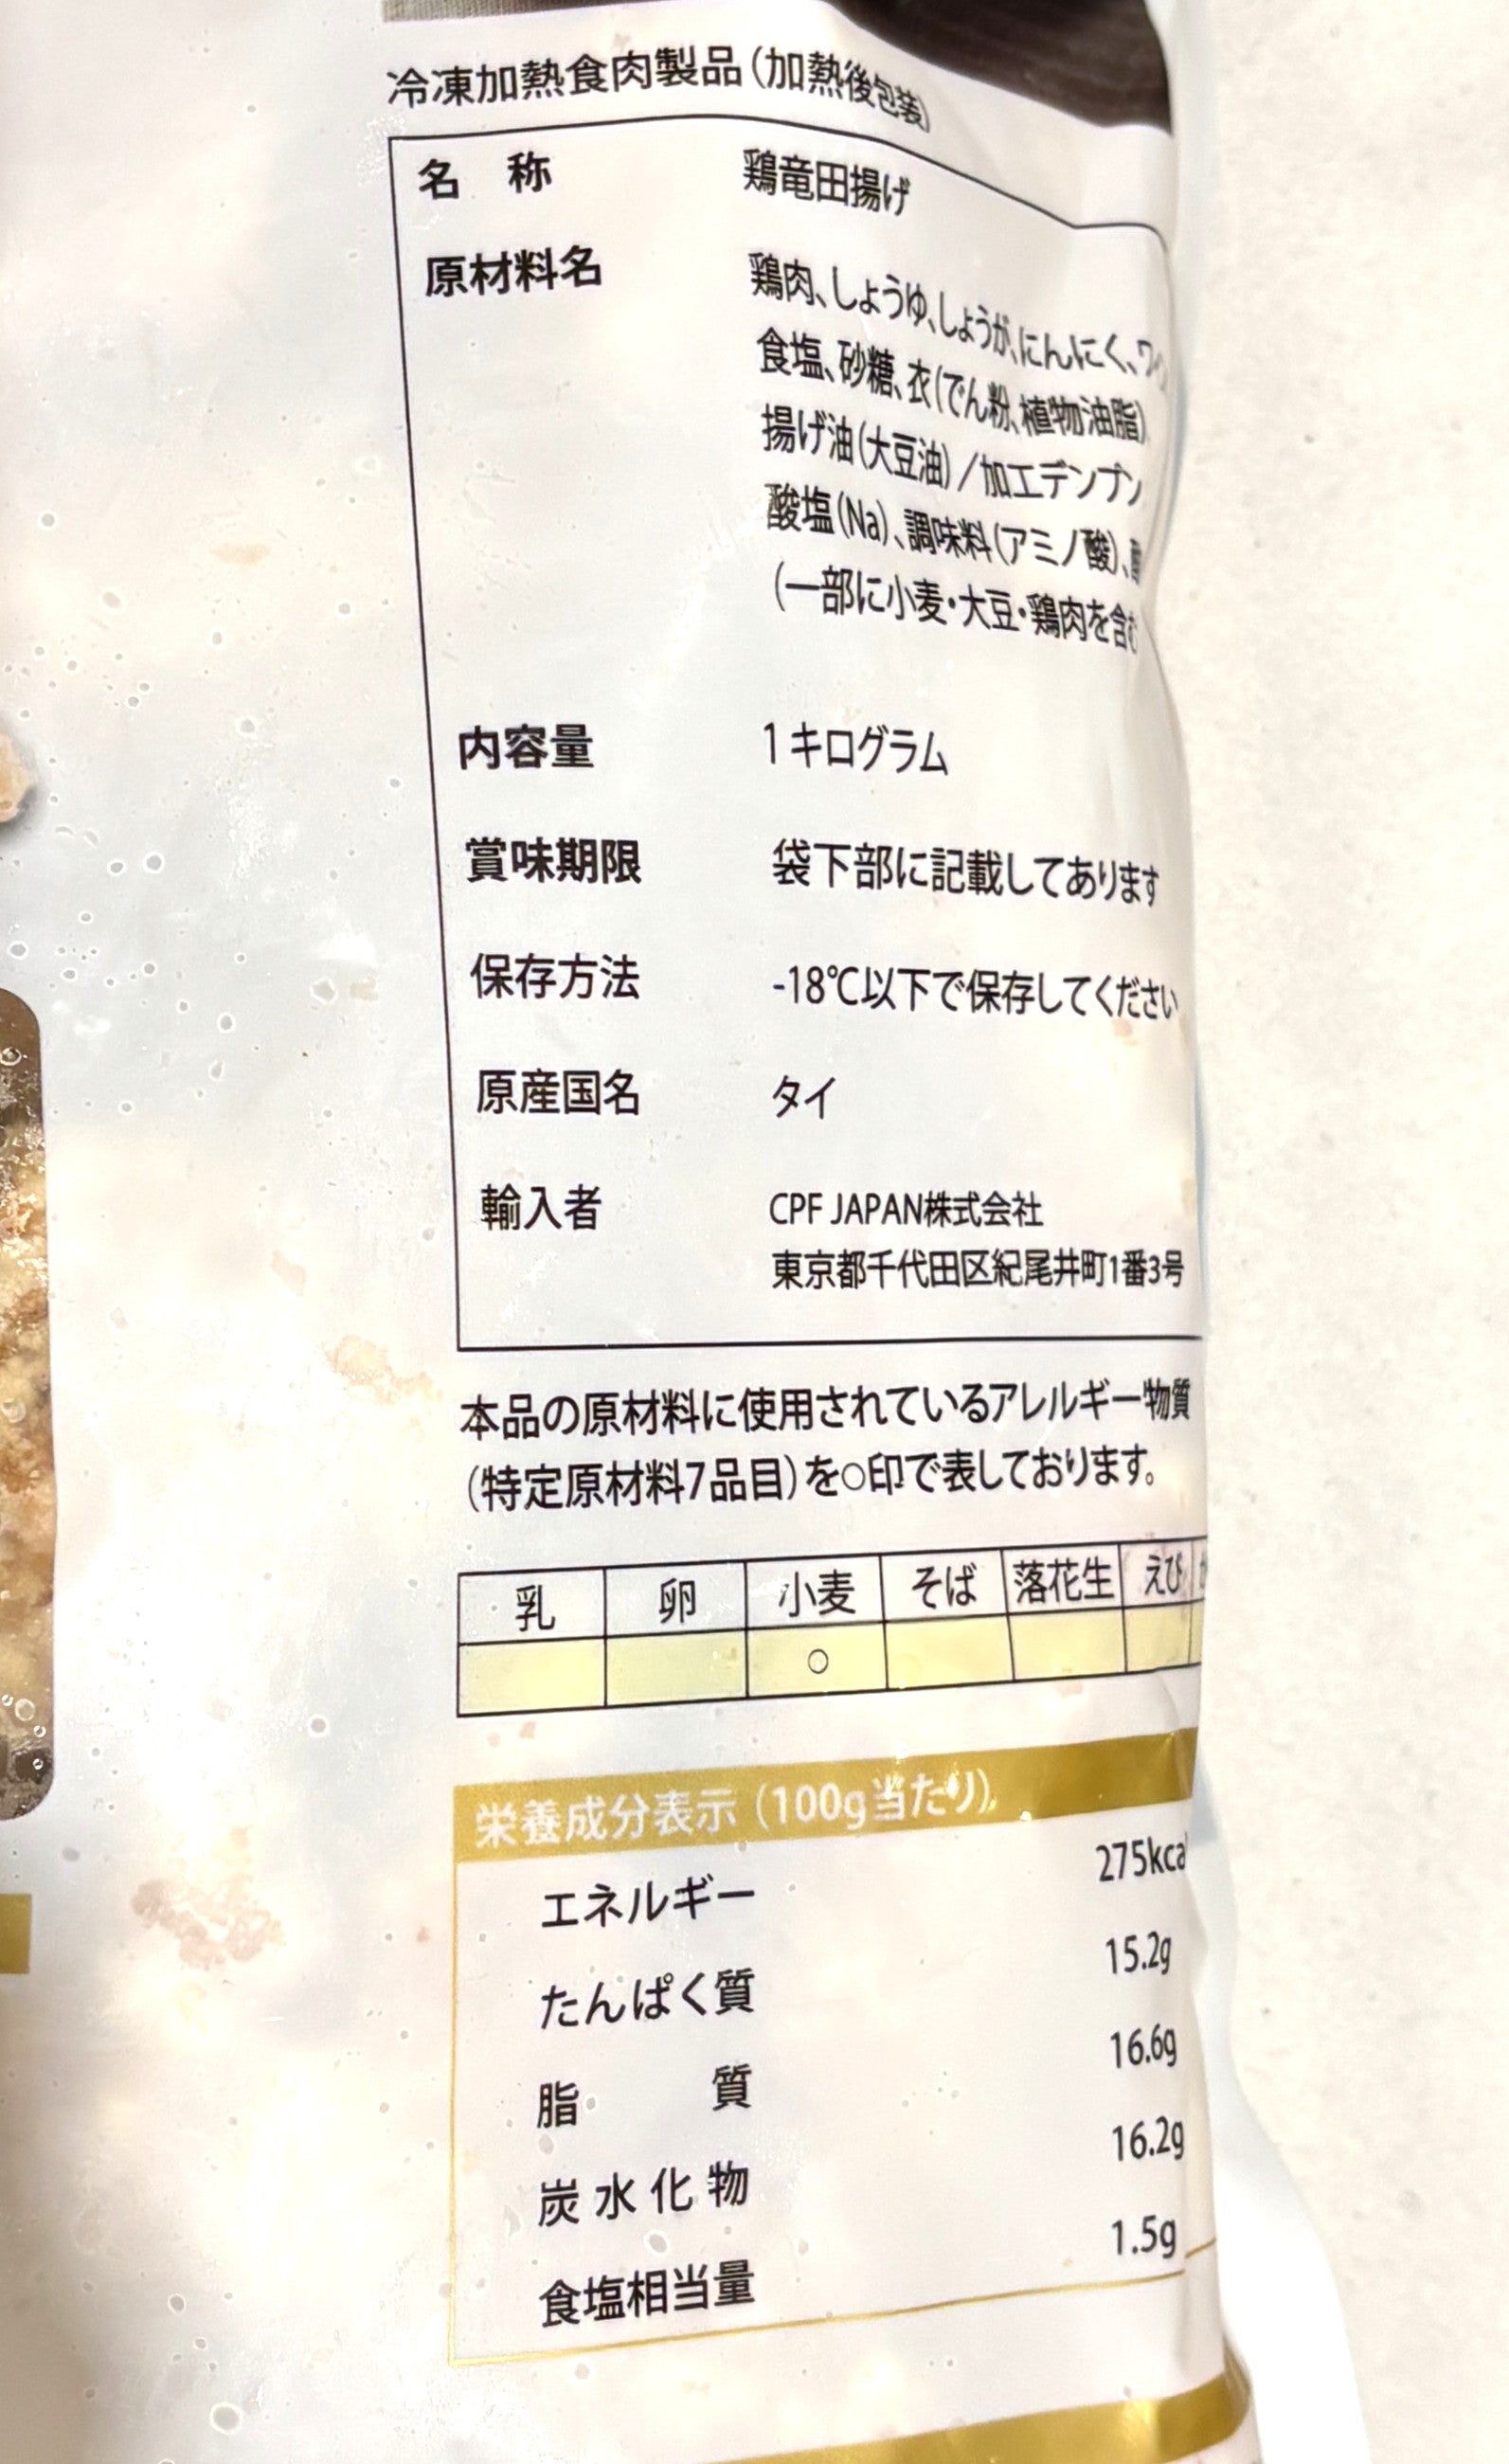 冷凍加熱食肉製品(加熱後包装)
名 称 鶏竜田揚げ
原材料名 鶏肉、しょうゆ、しょうが、にんにく、
食塩、砂糖、衣(でん粉、植物油脂)
揚げ油(大豆油)/加工デンプン
酸塩(Na)、調味料(アミノ酸)、
(一部に小麦・大豆・鶏肉を含む
内容量 1キログラム
賞味期限 袋下部に記載してあります
保存方法 -18℃以下で保存してください
原産国名 タイ
輸入者 CPF JAPAN株式会社
東京都千代田区紀尾井町1番3号
本品の原材料に使用されているアレルギー物質
(特定原材料7品目)を○印で表しております。
乳 卵 小麦 そば 落花生 えび
○
栄養成分表示(100g当たり)
エネルギー 275kcal
たんぱく質 15.2g
脂 質 16.6g
炭水化物 16.2g
食塩相当量 1.5g